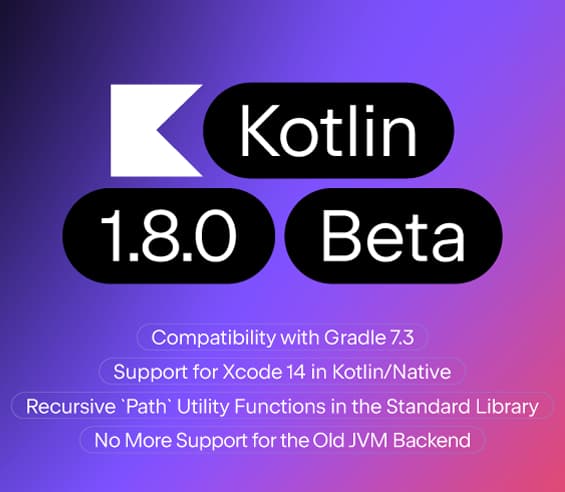 Kotlin
1.8.0 Beta
Compatibility with Gradle 7.3
Support for Xcode 14 in Kotlin/Native
Recursive `Path` Utility Functions in the Standard Library
No More Support for the Old JVM Backend